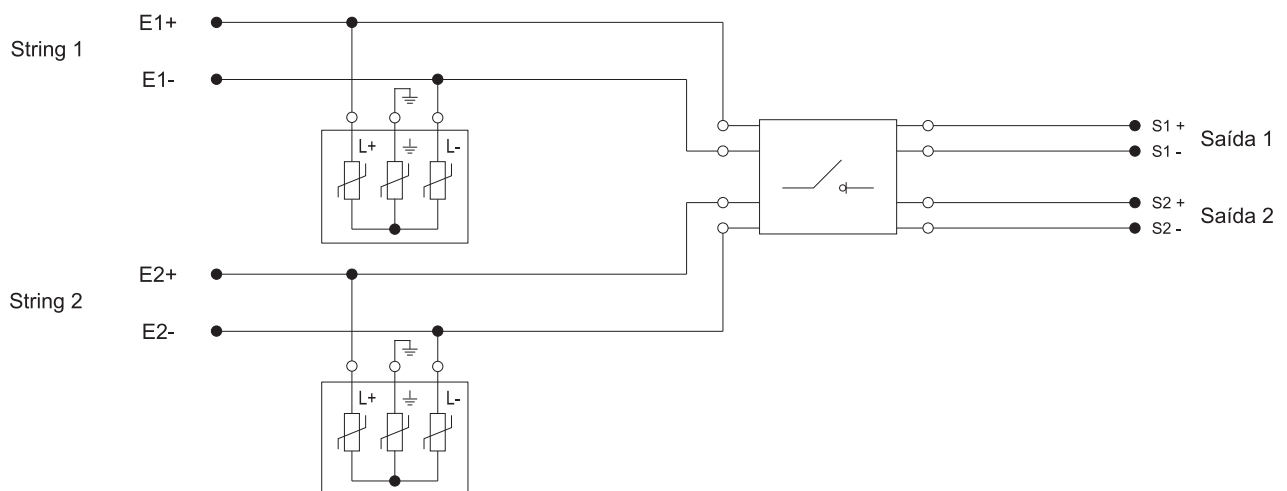 String 1
E1+
E1-
L+
L-
S1 +
S1 -
Saída 1
S2 +
S2 -
Saída 2
String 2
E2+
E2-
L+
L-